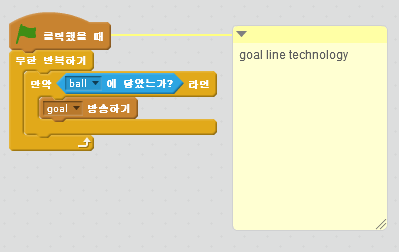 클릭했을 때
goal line technology
무한 반복하기
만약 ball 에 닿았는가? 라면
goal 방송하기